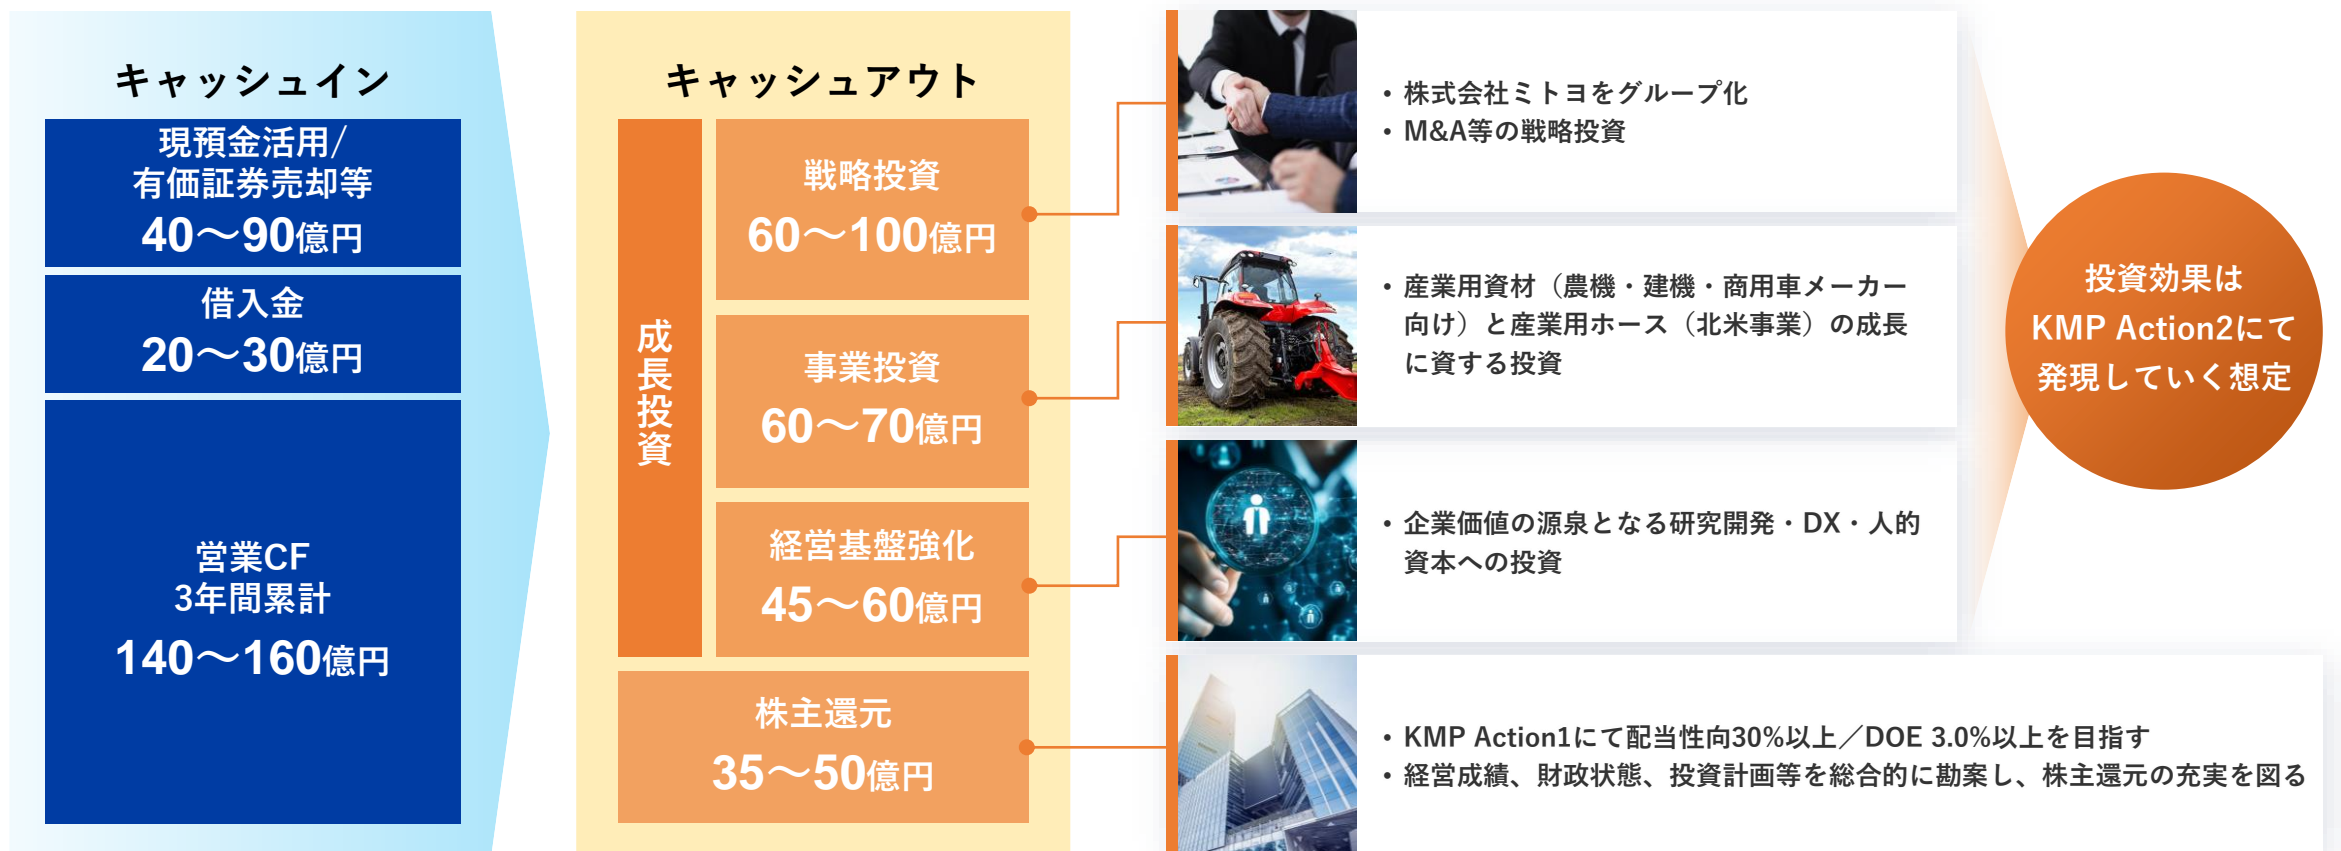 キャッシュイン
現預金活用/
有価証券売却等
40〜90億円
借入金
20〜30億円
営業CF
3年間累計
140〜160億円
キャッシュアウト
成長投資
戦略投資
60〜100億円
事業投資
60〜70億円
経営基盤強化
45〜60億円
株主還元
35〜50億円
・株式会社ミトヨをグループ化
・M&A等の戦略投資
・産業用資材（農機・建機・商用車メーカー
向け）と産業用ホース（北米事業）の成長
に資する投資
・企業価値の源泉となる研究開発・DX・人的
資本への投資
・KMP Action1にて配当性向30%以上／DOE 3.0%以上を目指す
・経営成績、財政状態、投資計画等を総合的に勘案し、株主還元の充実を図る
投資効果は
KMP Action2にて
発現していく想定